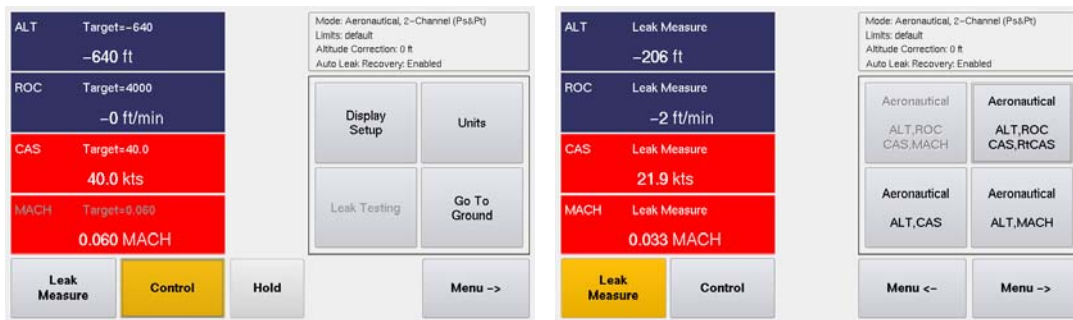 ALT Target=-640
-640 ft
ROC Target=4000
-0 ft/min
CAS Target=40.0
40.0 kts
MACH Target=0.060
0.060 MACH
Mode: Aeronautical, 2-Channel (Ps&Pt)
Limits: default
Altitude Correction: 0 ft
Auto Leak Recovery: Enabled
Display
Setup
Units
Leak Testing
Go To
Ground
Leak
Measure
Control
Hold
Menu ->
ALT Leak Measure
-206 ft
ROC Leak Measure
-2 ft/min
CAS Leak Measure
21.9 kts
MACH Leak Measure
0.033 MACH
Mode: Aeronautical, 2-Channel (Ps&Pt)
Limits: default
Altitude Correction: 0 ft
Auto Leak Recovery: Enabled
Aeronautical
ALT,ROC
CAS,MACH
Aeronautical
ALT,ROC
CAS,RtCAS
Aeronautical
ALT,CAS
Aeronautical
ALT,MACH
Leak
Measure
Control
Menu <-
Menu ->